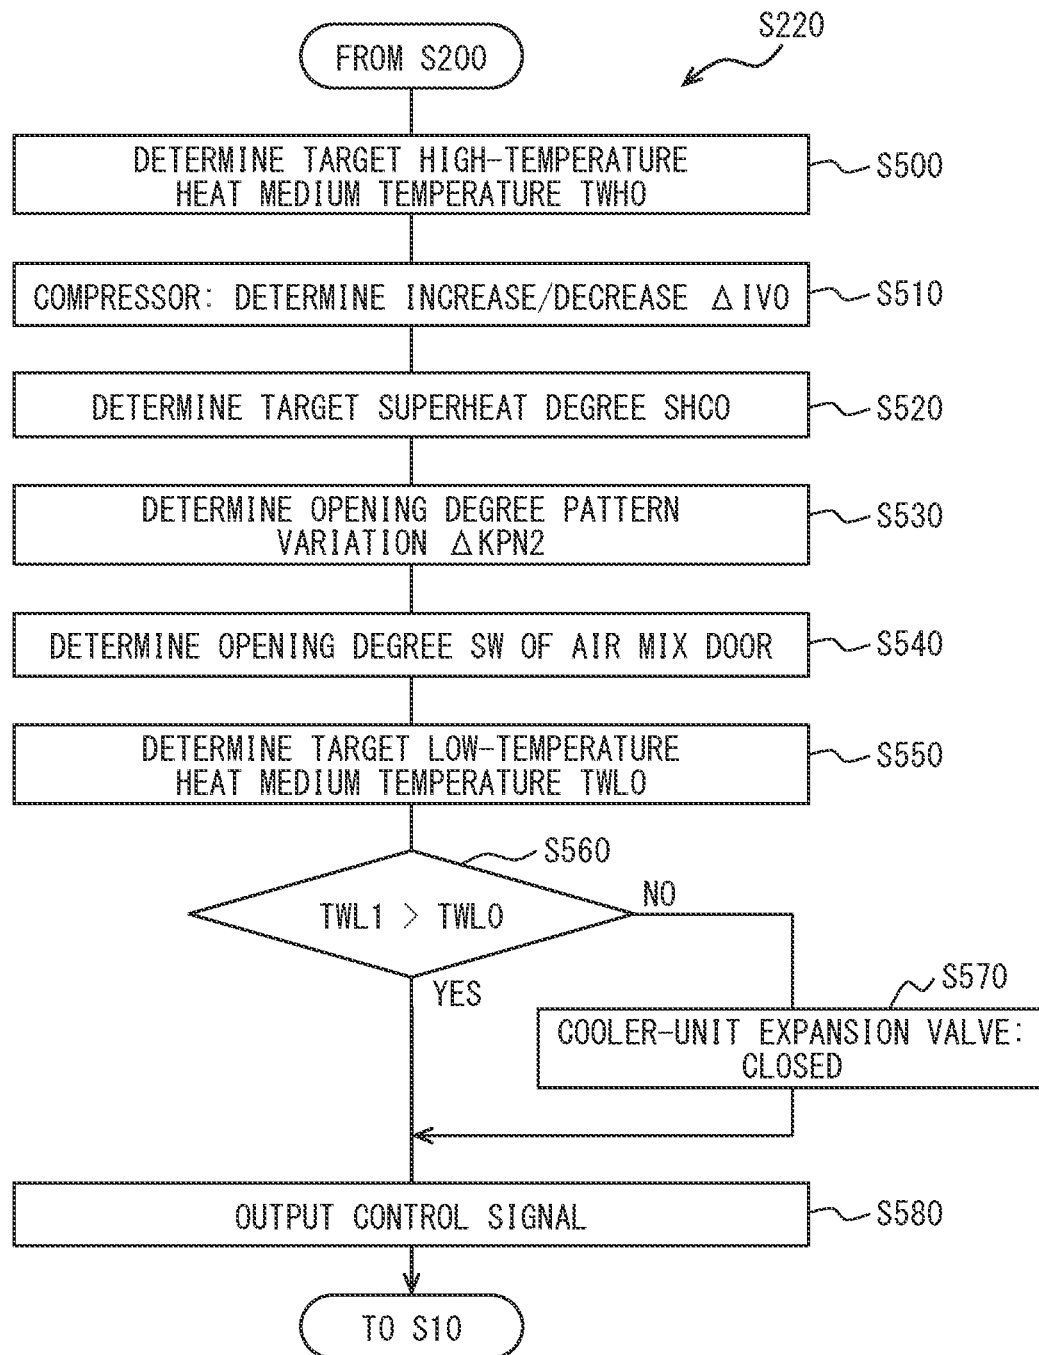 S220
FROM S200
DETERMINE TARGET HIGH-TEMPERATURE
HEAT MEDIUM TEMPERATURE TWHO
S500
COMPRESSOR: DETERMINE INCREASE/DECREASE ΔIVO
S510
DETERMINE TARGET SUPERHEAT DEGREE SHCO
S520
DETERMINE OPENING DEGREE PATTERN
VARIATION ΔKPN2
S530
DETERMINE OPENING DEGREE SW OF AIR MIX DOOR
S540
DETERMINE TARGET LOW-TEMPERATURE
HEAT MEDIUM TEMPERATURE TWLO
S550
S560
TWL1 > TWLO
NO
YES
S570
COOLER-UNIT EXPANSION VALVE:
CLOSED
OUTPUT CONTROL SIGNAL
S580
TO S10